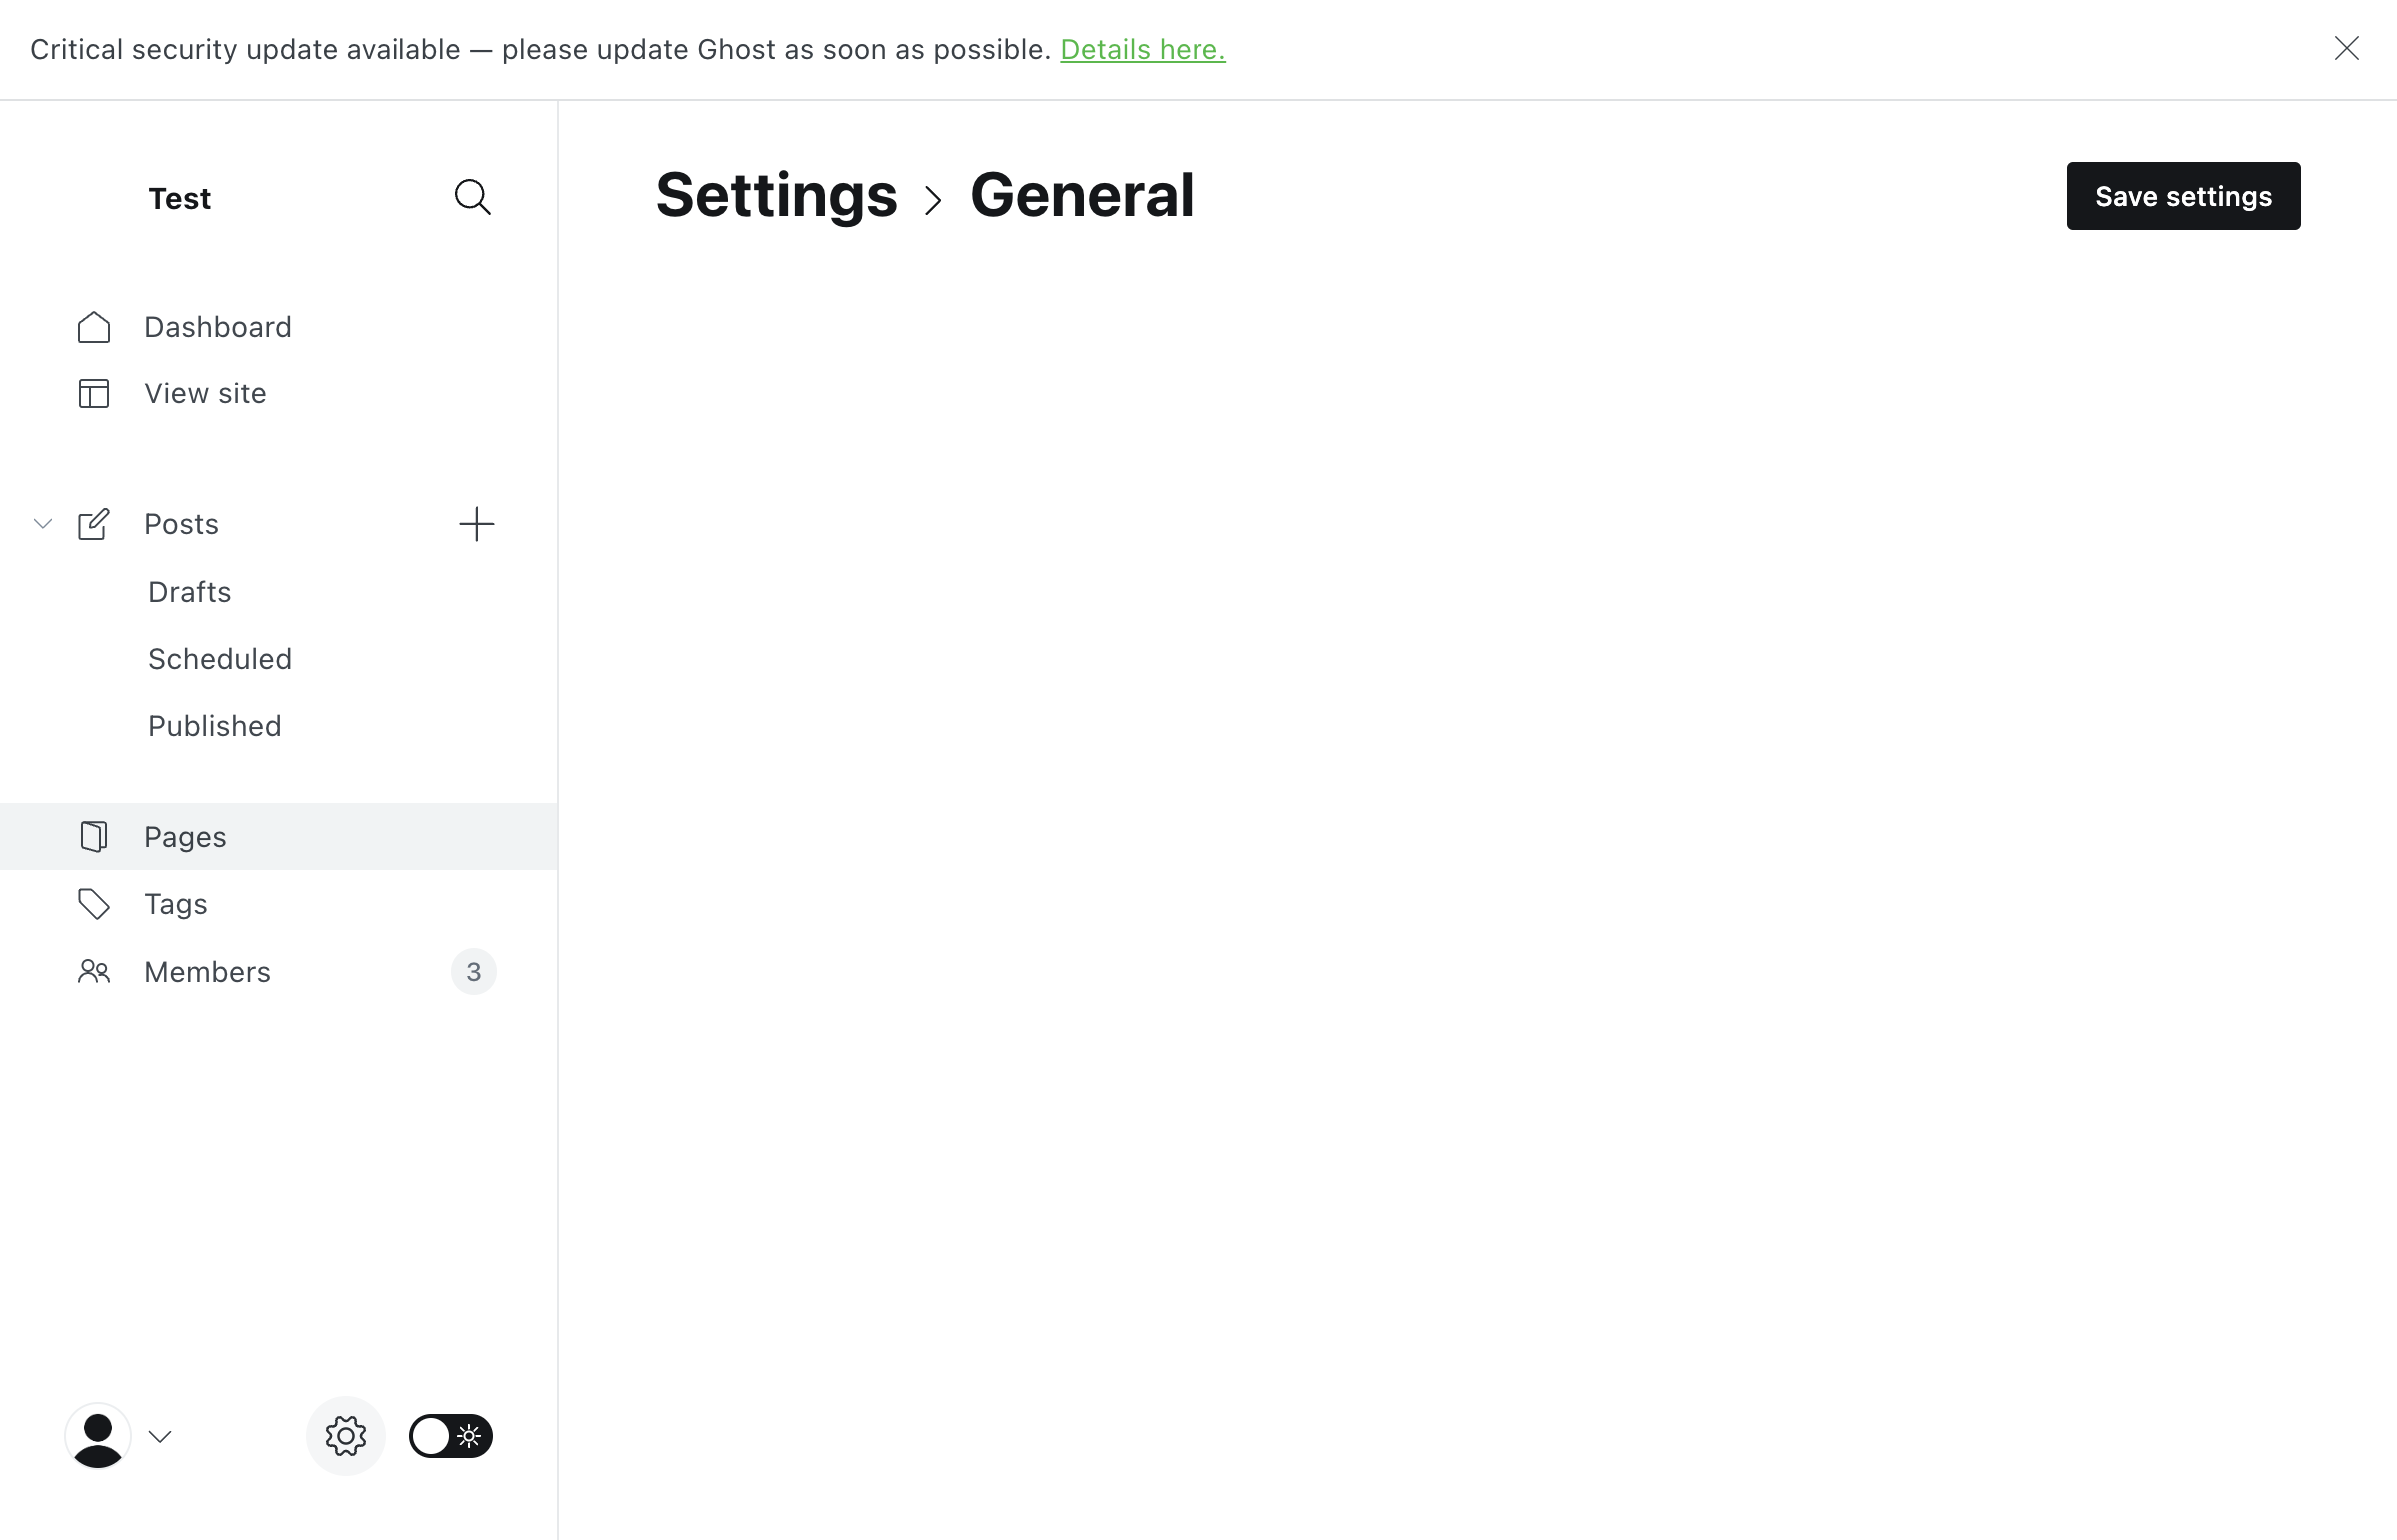 Critical security update available — please update Ghost as soon as possible. Details here.
Test
Settings > General
Save settings
Dashboard
View site
Posts
Drafts
Scheduled
Published
Pages
Tags
Members 3